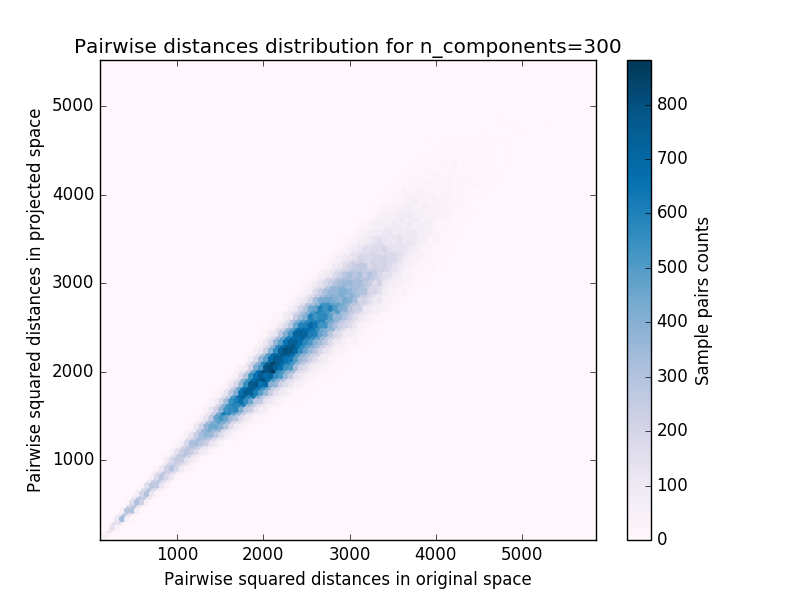 Pairwise distances distribution for n_components=300
Pairwise squared distances in projected space
5000
4000
3000
2000
1000
1000 2000 3000 4000 5000
Pairwise squared distances in original space
800
700
600
500
400
300
200
100
0
Sample pairs counts